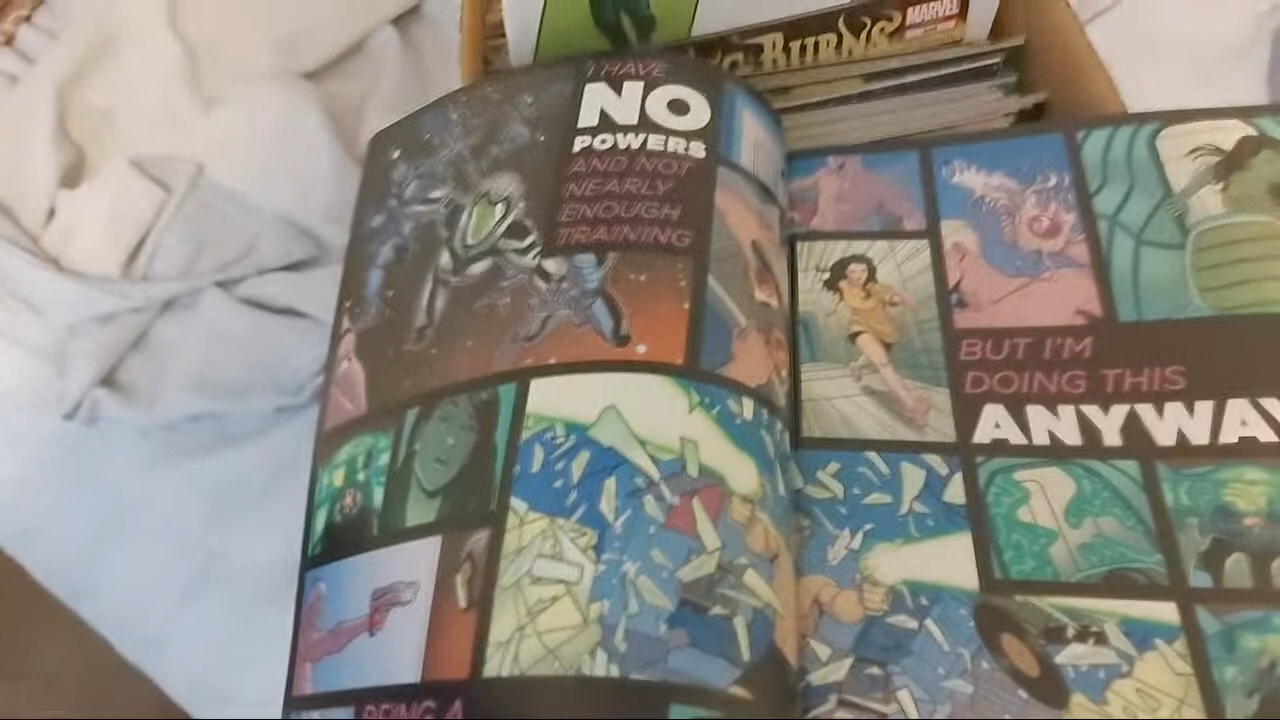 BURNS
MARVEL
I HAVE
NO
POWERS
AND NOT
NEARLY
ENOUGH
TRAINING
BUT I'M
DOING THIS
ANYWAY
BEING A